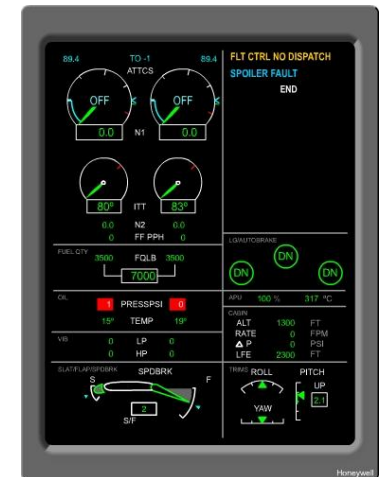 89.4 TO -1 89.4
ATTCS
OFF OFF
0.0 N1 0.0
80° ITT 83°
0.0 N2 0.0
0 FF PPH 0
FUEL QTY
3500 FQLB 3500
7000
OIL
1 PRESSPSI 0
15° TEMP 19°
VIB
0 LP 0
0 HP 0
SLAT/FLAP/SPDBRK
SPDBRK
S F
2
S/F
FLT CTRL NO DISPATCH
SPOILER FAULT
END
LG/AUTOBRAKE
DN
DN DN
APU 100 % 317 °C
CABIN
ALT 1300 FT
RATE 0 FPM
Δ P 0 PSI
LFE 2300 FT
TRIMS ROLL PITCH
UP
2.1
YAW
Honeywell